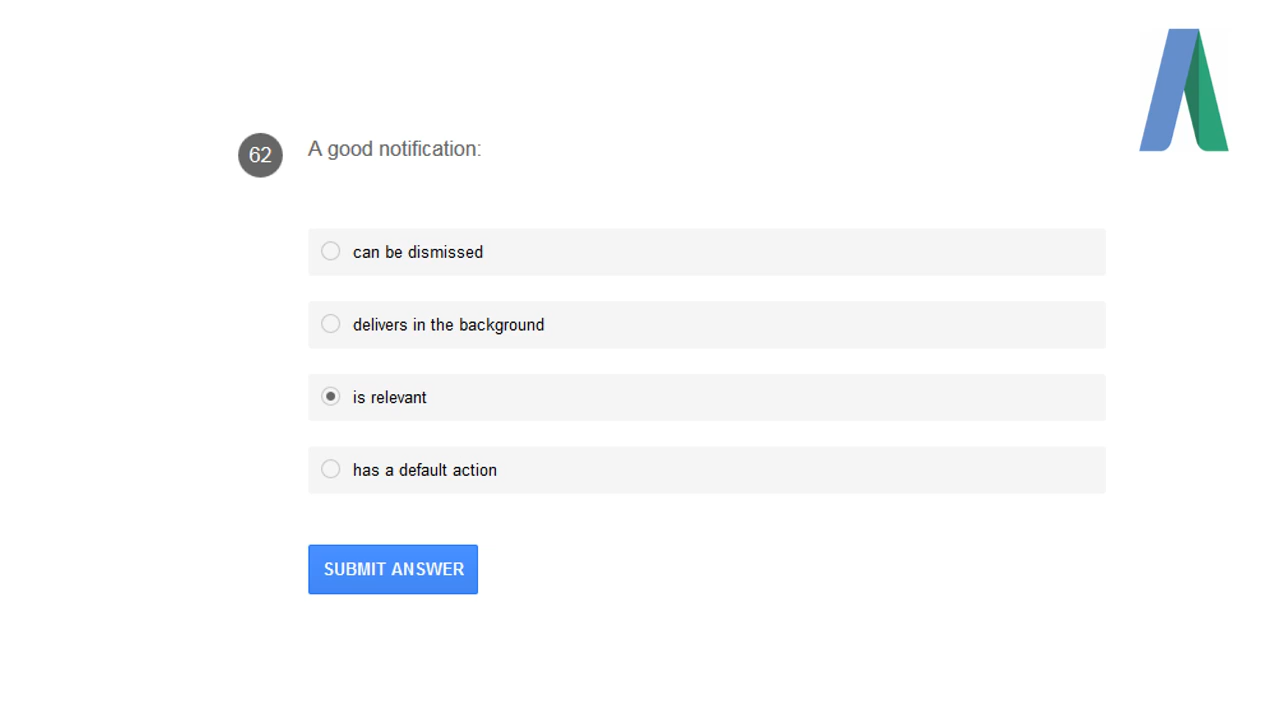 62
A good notification:
can be dismissed
delivers in the background
is relevant
has a default action
SUBMIT ANSWER